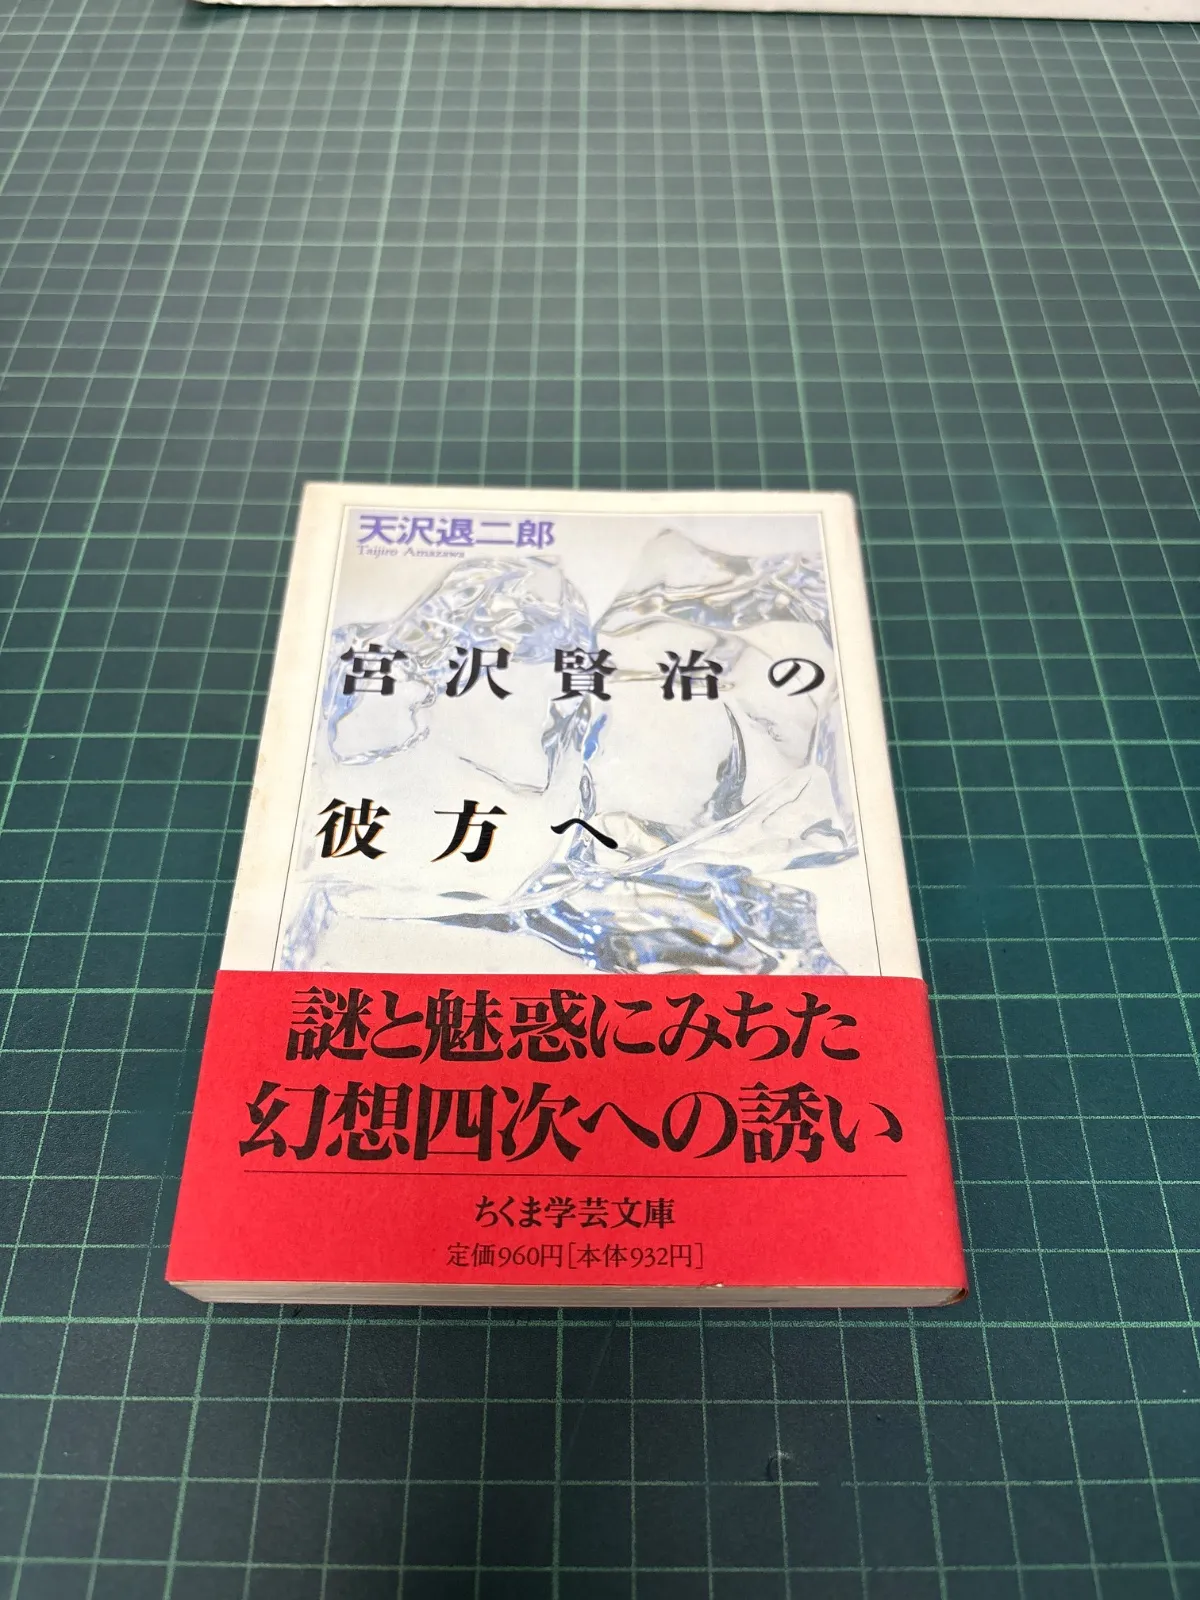 天沢退二郎
Taijiro Amazawa
宮沢賢治の
彼方へ
謎と魅惑にみちた
幻想四次への誘い
ちくま学芸文庫
定価960円[本体932円]